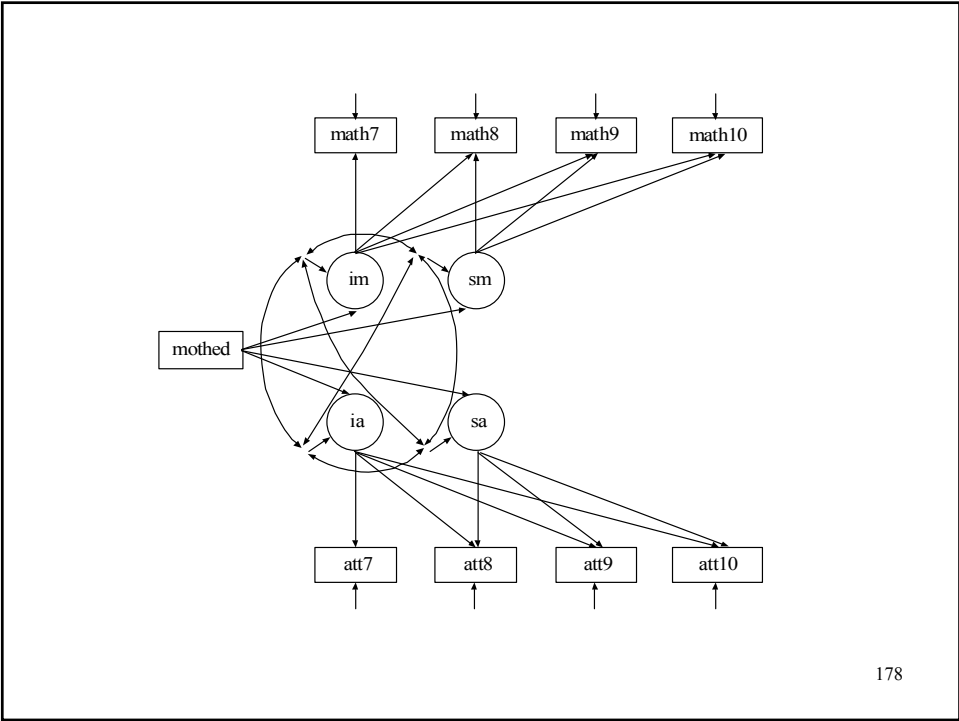 math7 math8 math9 math10
im sm
mothed
ia sa
att7 att8 att9 att10
178